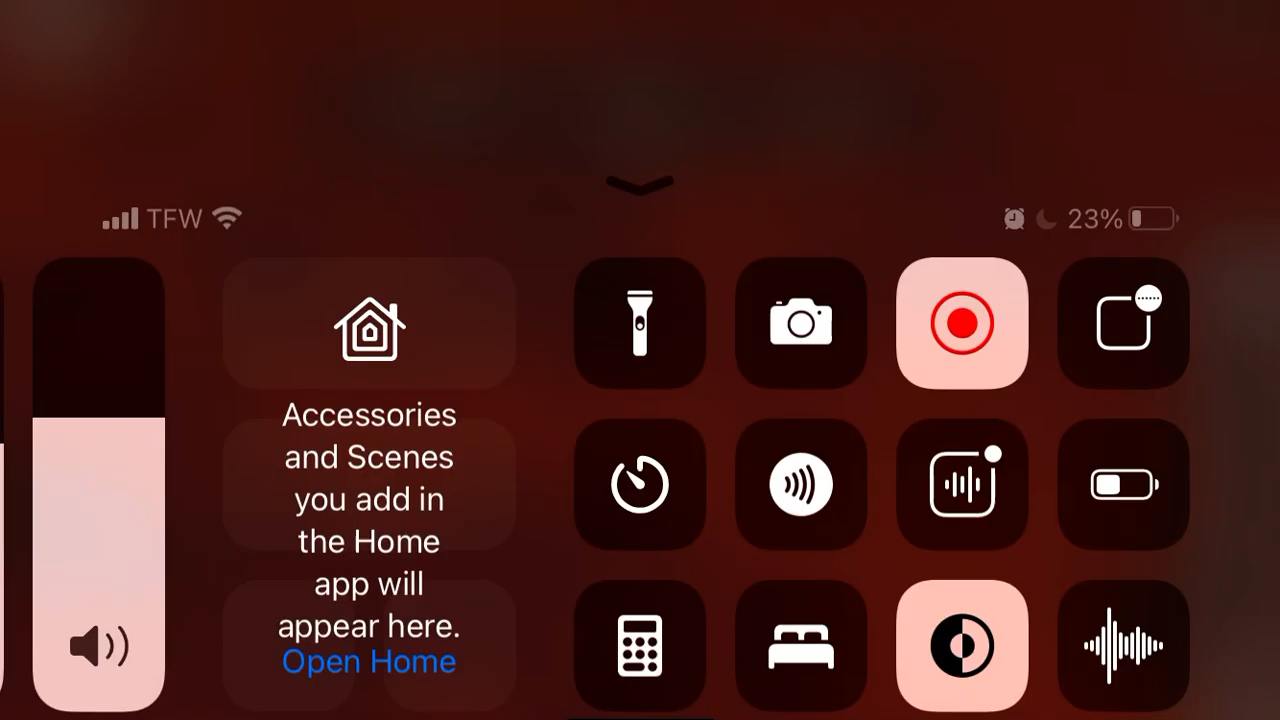 TFW
23%
Accessories
and Scenes
you add in
the Home
app will
appear here.
Open Home